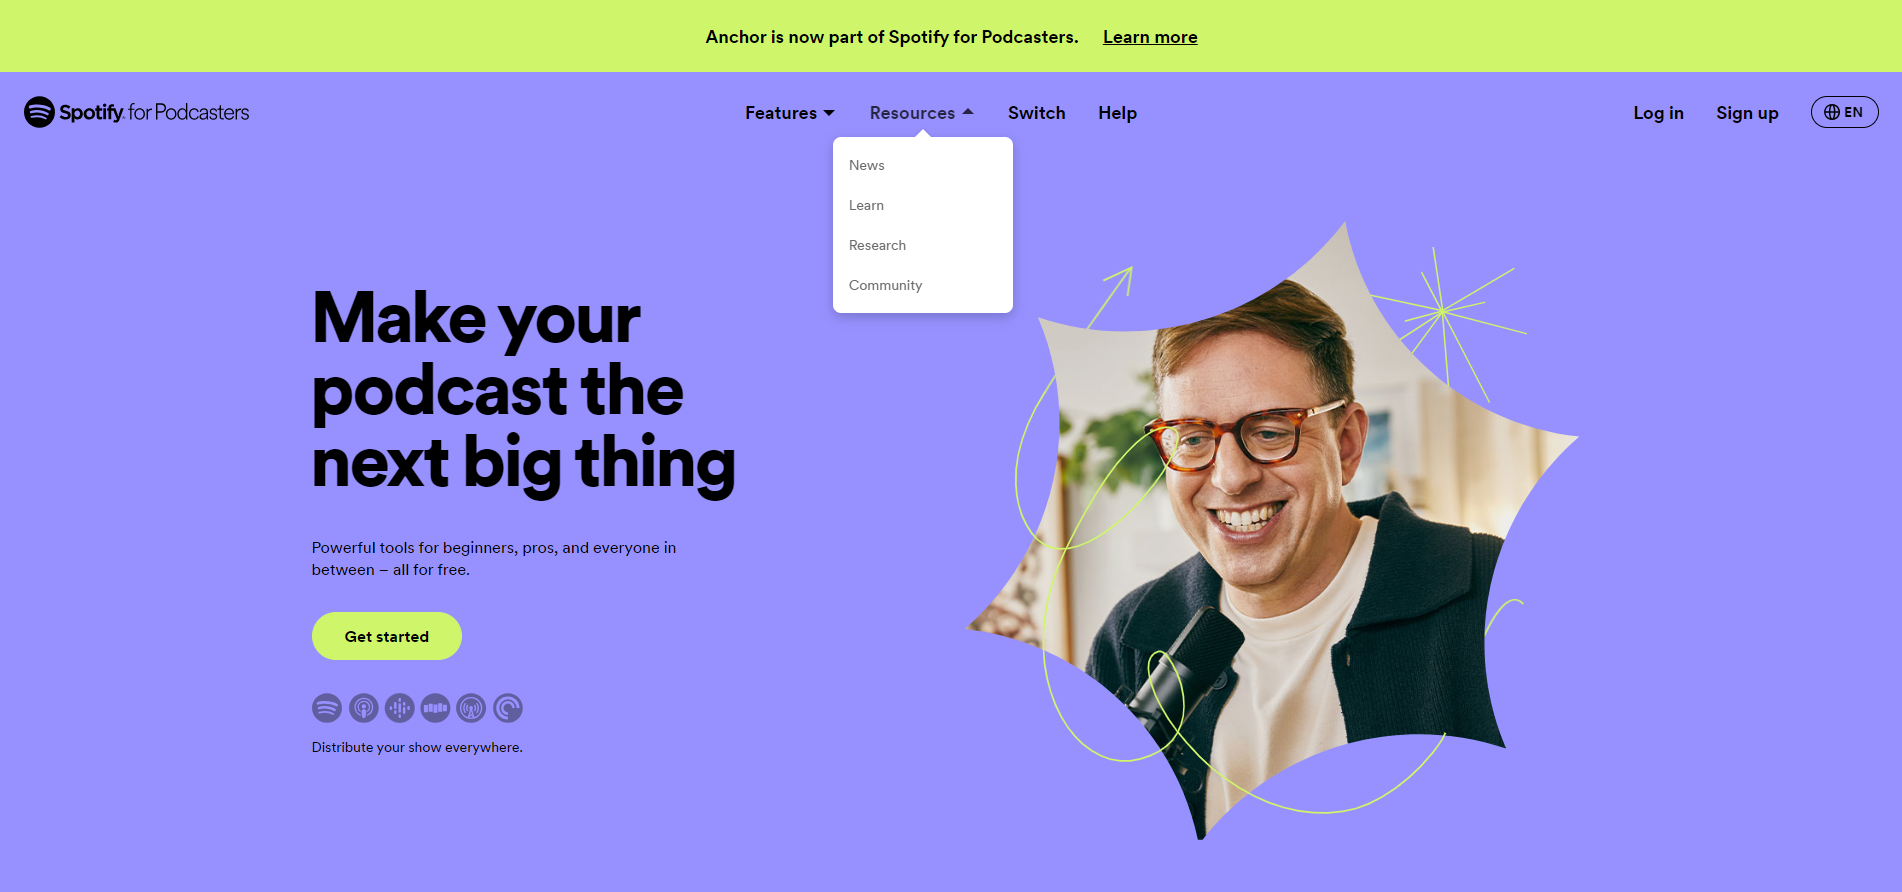 Anchor is now part of Spotify for Podcasters. Learn more
Spotify for Podcasters
Features Resources Switch Help
Log in Sign up EN
News
Learn
Research
Community
Make your
podcast the
next big thing
Powerful tools for beginners, pros, and everyone in
between – all for free.
Get started
Distribute your show everywhere.